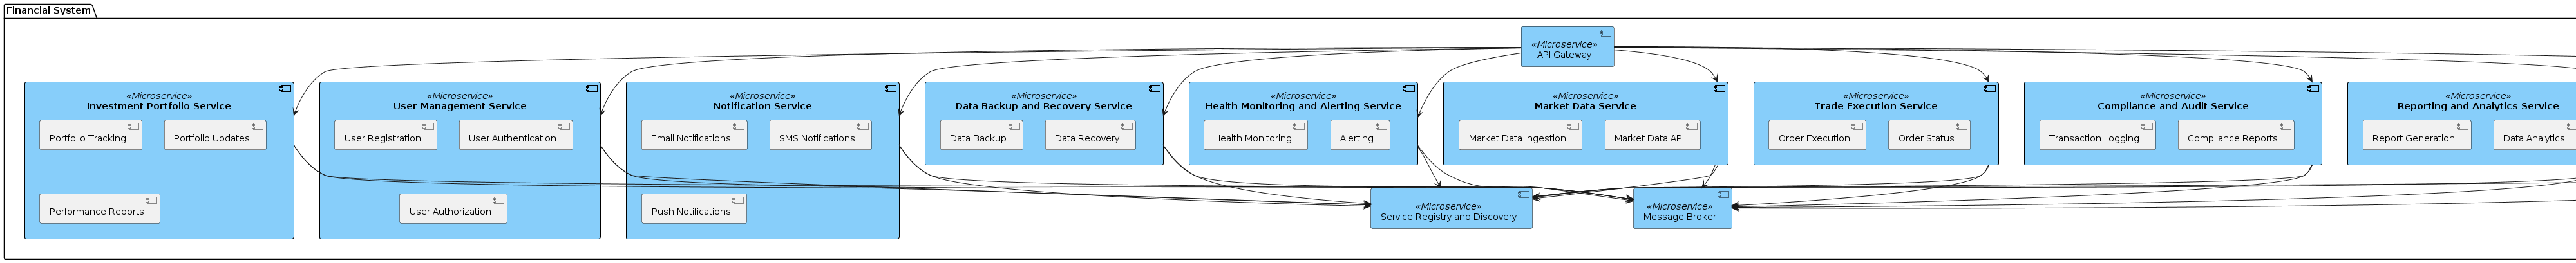 Financial System
«Microservice»
API Gateway
«Microservice»
Investment Portfolio Service
Portfolio Tracking
Portfolio Updates
Performance Reports
«Microservice»
User Management Service
User Registration
User Authentication
User Authorization
«Microservice»
Notification Service
Email Notifications
SMS Notifications
Push Notifications
«Microservice»
Data Backup and Recovery Service
Data Backup
Data Recovery
«Microservice»
Health Monitoring and Alerting Service
Health Monitoring
Alerting
«Microservice»
Market Data Service
Market Data Ingestion
Market Data API
«Microservice»
Trade Execution Service
Order Execution
Order Status
«Microservice»
Compliance and Audit Service
Transaction Logging
Compliance Reports
«Microservice»
Reporting and Analytics Service
Report Generation
Data Analytics
«Microservice»
Service Registry and Discovery
«Microservice»
Message Broker